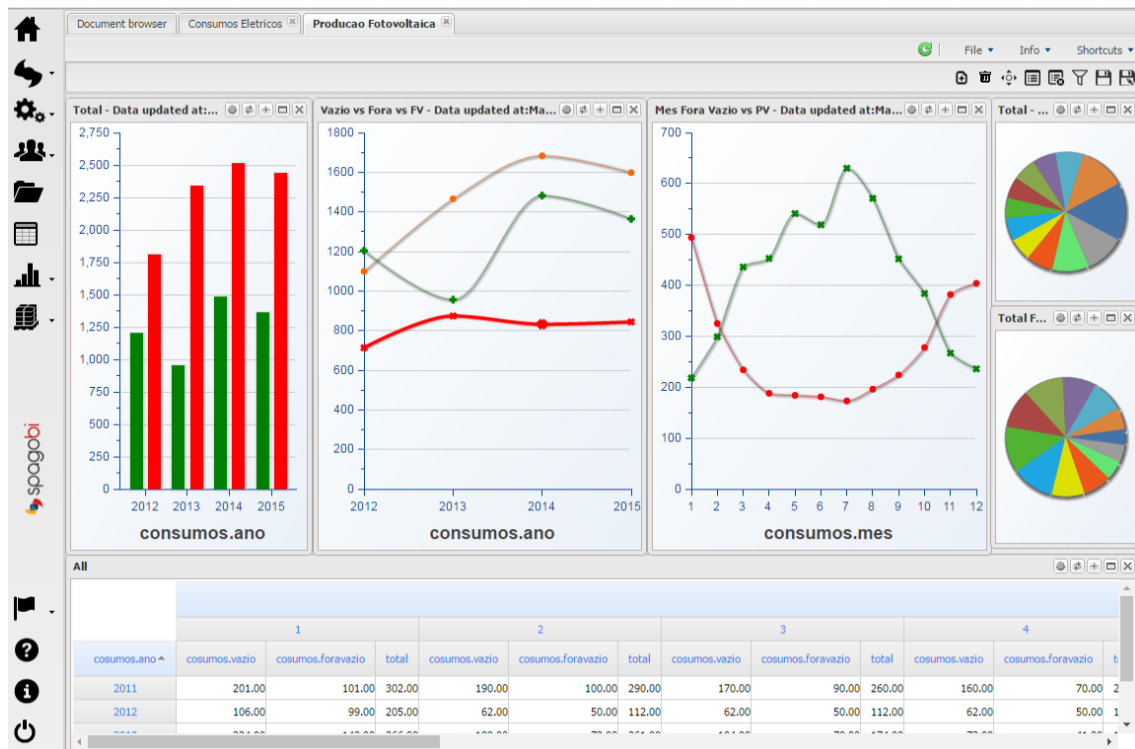 Document browser Consumos Eletricos Producao Fotovoltaica
File Info Shortcuts
Total - Data updated at:... Vazio vs Fora vs FV - Data updated at:Ma... Mes Fora Vazio vs PV - Data updated at:Ma... Total - ...
2,750
2,500
2,250
2,000
1,750
1,500
1,250
1,000
750
500
250
0
2012 2013 2014 2015
consumos.ano
1800
1600
1400
1200
1000
800
600
400
200
0
2012 2013 2014 2015
consumos.ano
700
600
500
400
300
200
100
0
1 2 3 4 5 6 7 8 9 10 11 12
consumos.mes
Total F...
spagobi
All
1 2 3 4
cosumos.ano cosumos.vazio cosumos.foravazio total cosumos.vazio cosumos.foravazio total cosumos.vazio cosumos.foravazio total cosumos.vazio cosumos.foravazio
2011 201.00 101.00 302.00 190.00 100.00 290.00 170.00 90.00 260.00 160.00 70.00 2
2012 106.00 99.00 205.00 62.00 50.00 112.00 62.00 50.00 112.00 62.00 50.00 1